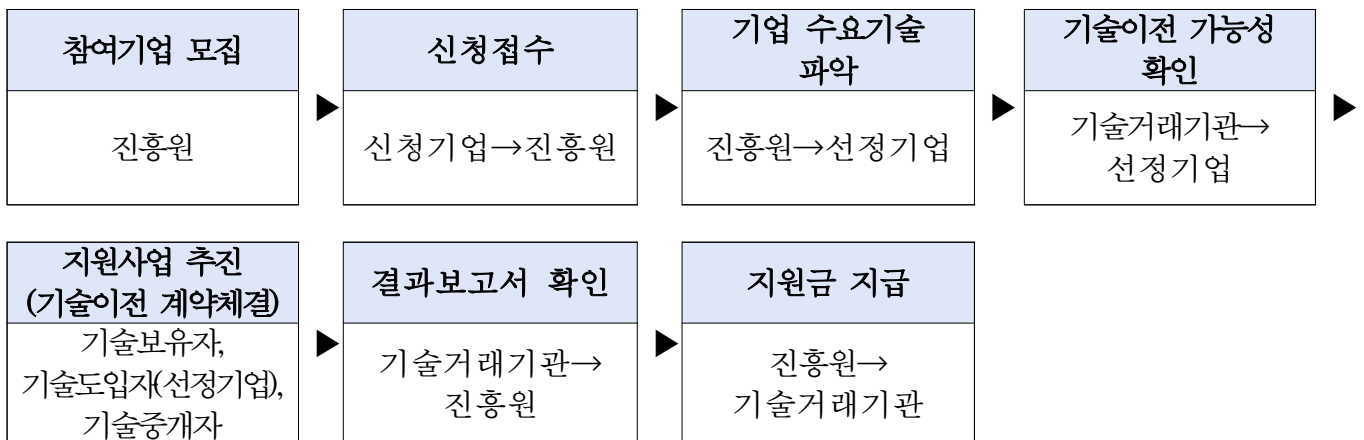 참여기업 모집
진흥원
▶
신청접수
신청기업→진흥원
▶
기업 수요기술
파악
진흥원→선정기업
▶
기술이전 가능성
확인
기술거래기관→
선정기업
▶
지원사업 추진
(기술이전 계약체결)
기술보유자,
기술도입자(선정기업),
기술중개자
▶
결과보고서 확인
기술거래기관→
진흥원
▶
지원금 지급
진흥원→
기술거래기관